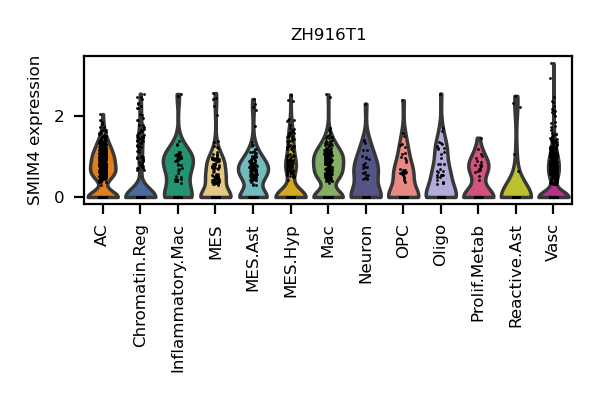 ZH916T1
SMIM4 expression
2
0
AC
Chromatin.Reg
Inflammatory.Mac
MES
MES.Ast
MES.Hyp
Mac
Neuron
OPC
Oligo
Prolif.Metab
Reactive.Ast
Vasc